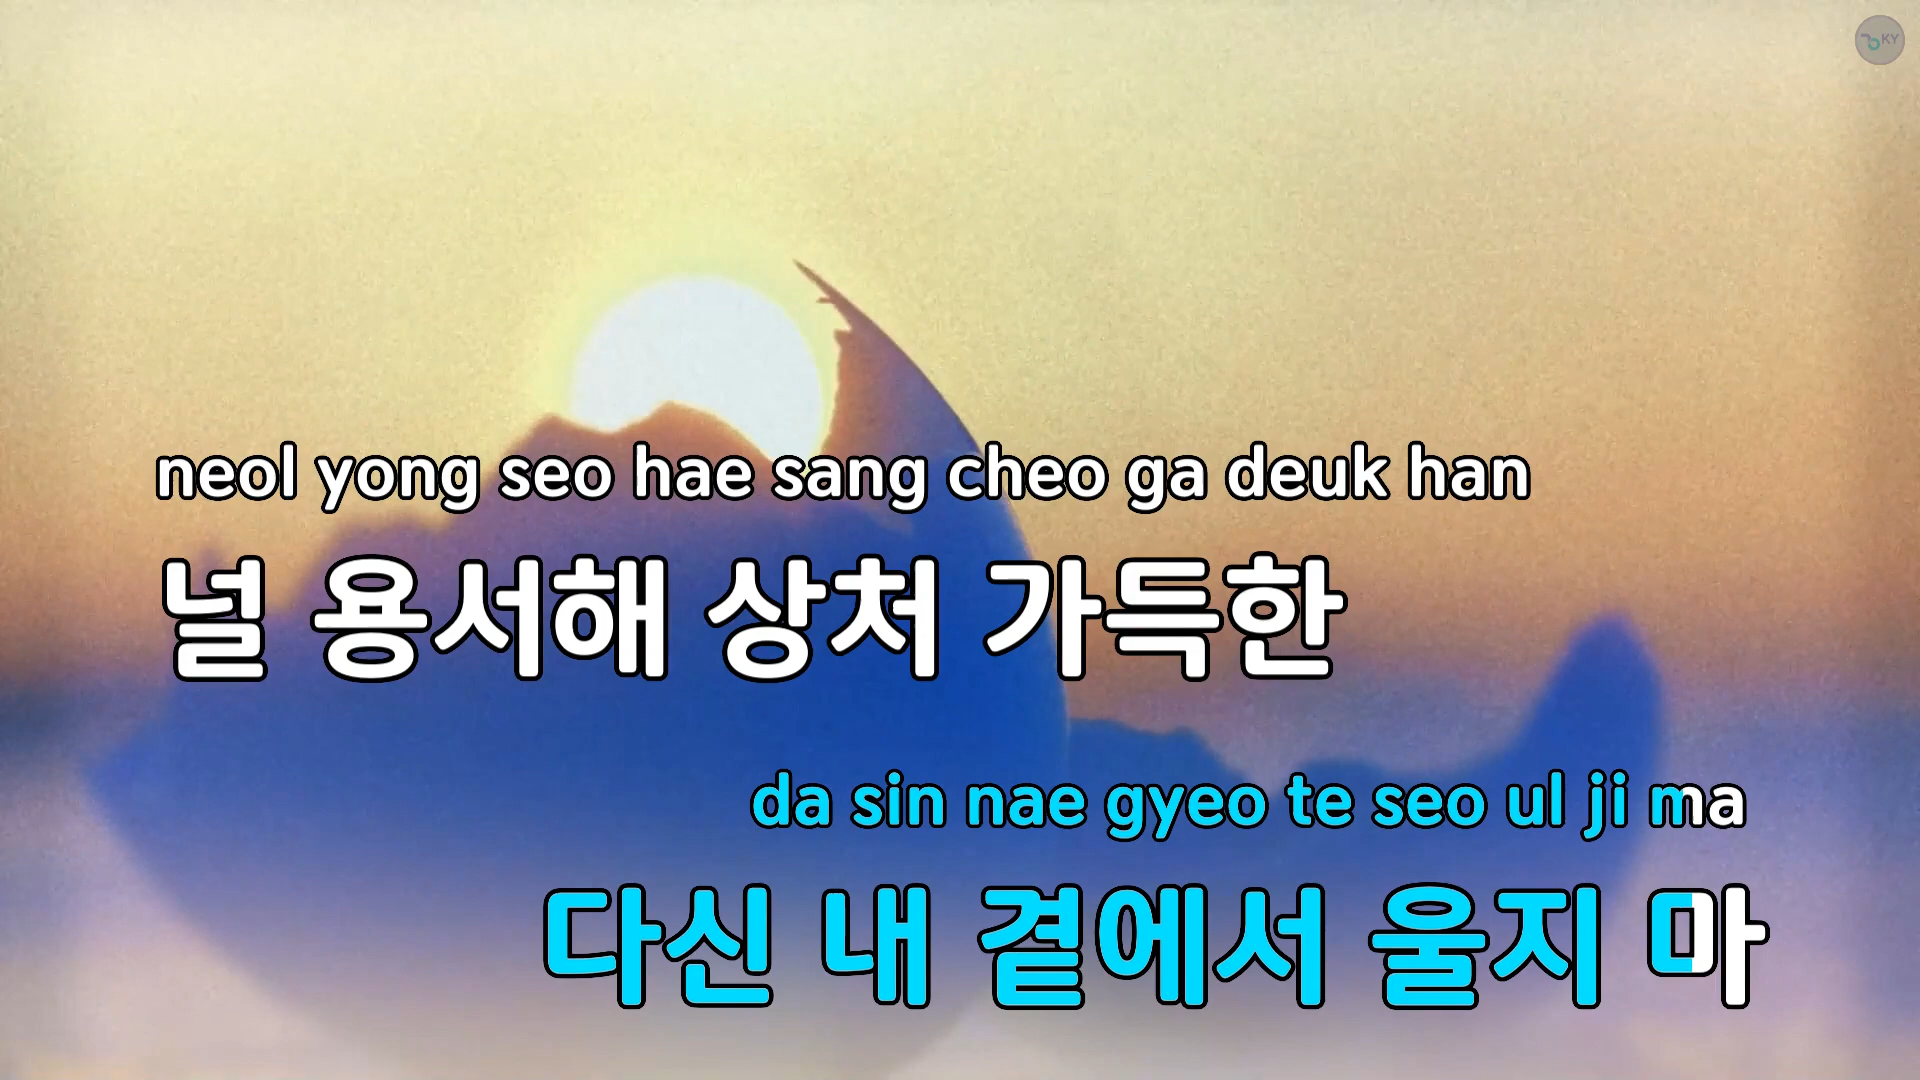 KY
neol yong seo hae sang cheo ga deuk han
널 용서해 상처 가득한
da sin nae gyeo te seo ul ji ma
다신 내 곁에서 울지 마